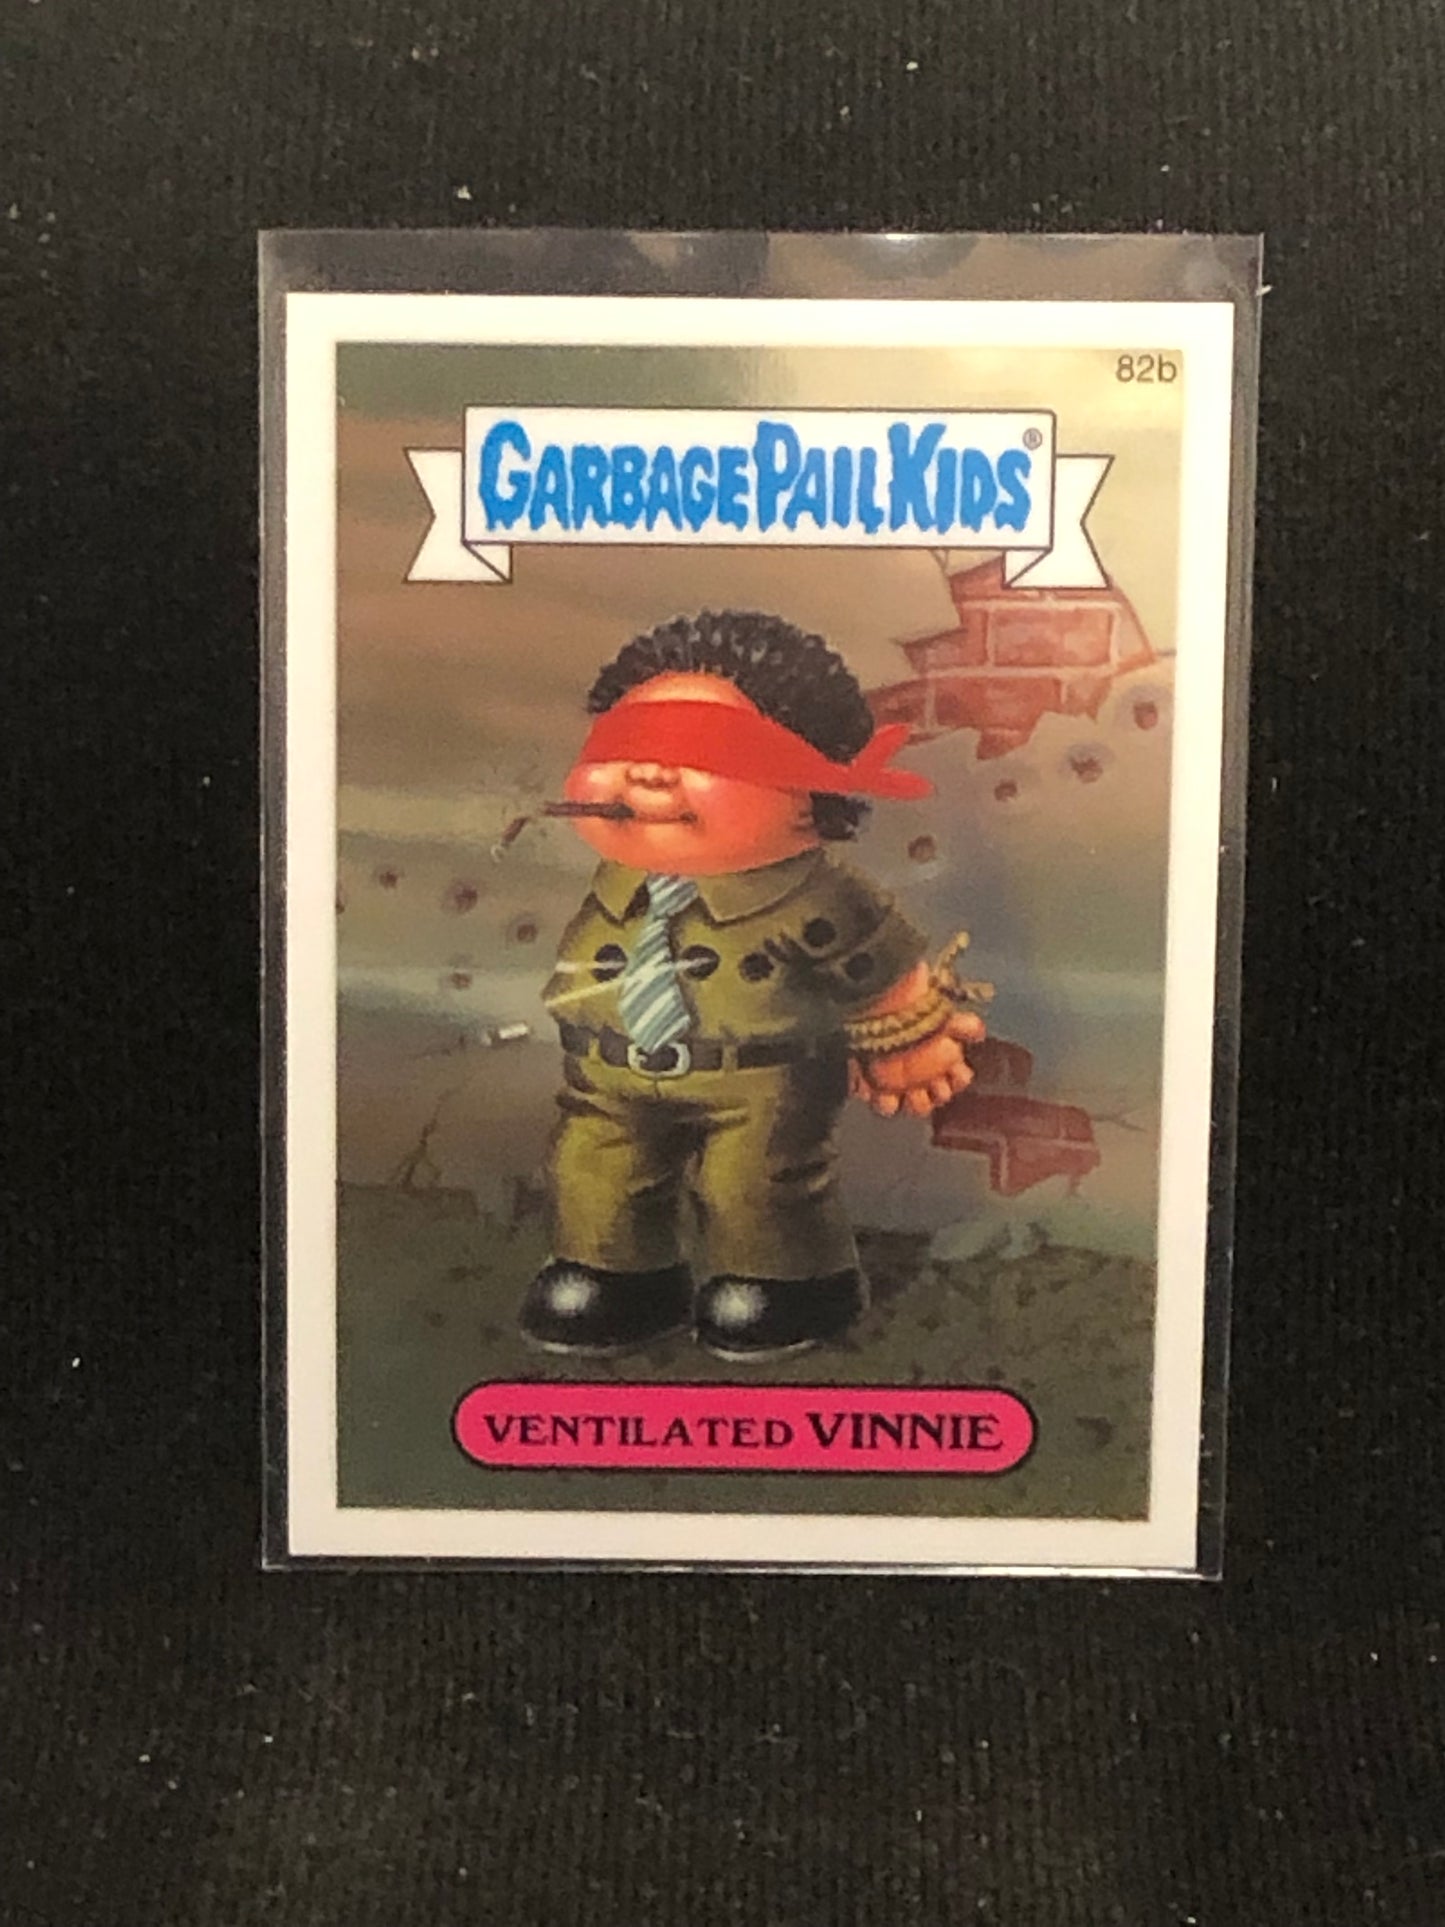 82b
GARBAGE PAIL KIDS®
VENTILATED VINNIE